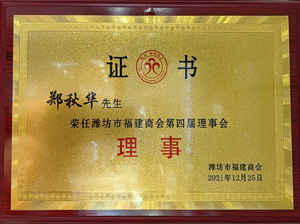 证书
郑秋华 先生
荣任潍坊市福建商会第四届理事会
理事
潍坊市福建商会
2021年12月25日